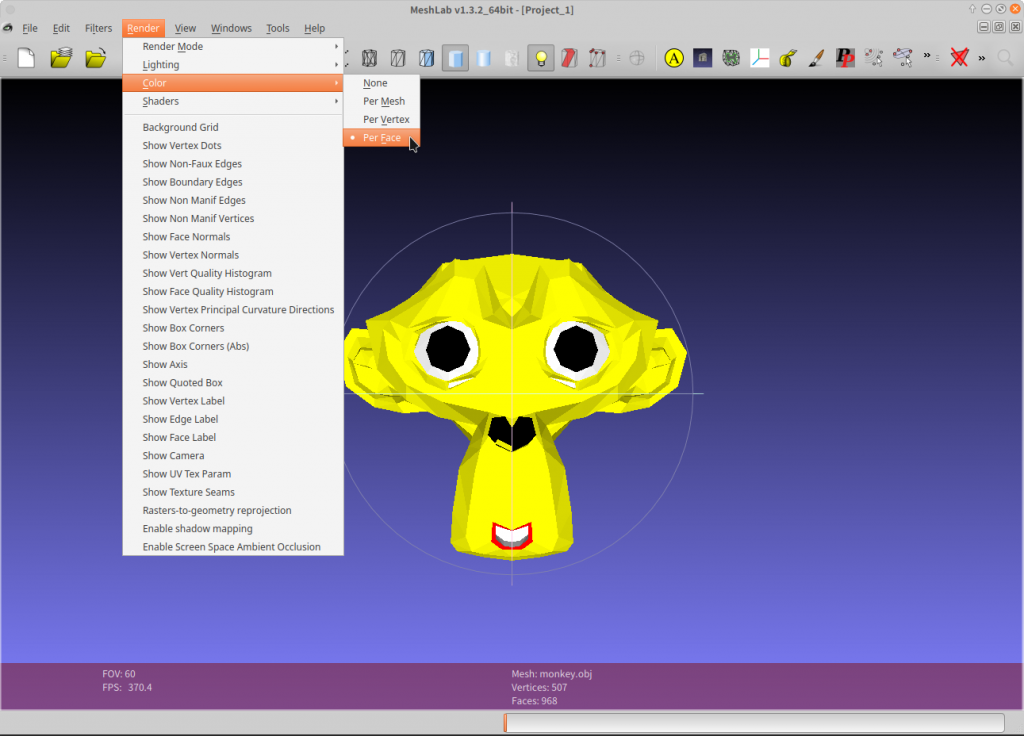 MeshLab v1.3.2_64bit - [Project_1]
File Edit Filters Render View Windows Tools Help
Render Mode
Lighting
Color
Shaders
None
Per Mesh
Per Vertex
Per Face
Background Grid
Show Vertex Dots
Show Non-Faux Edges
Show Boundary Edges
Show Non Manif Edges
Show Non Manif Vertices
Show Face Normals
Show Vertex Normals
Show Vert Quality Histogram
Show Face Quality Histogram
Show Vertex Principal Curvature Directions
Show Box Corners
Show Box Corners (Abs)
Show Axis
Show Quoted Box
Show Vertex Label
Show Edge Label
Show Face Label
Show Camera
Show UV Tex Param
Show Texture Seams
Rasters-to-geometry reprojection
Enable shadow mapping
Enable Screen Space Ambient Occlusion
A
FOV: 60
FPS: 370.4
Mesh: monkey.obj
Vertices: 507
Faces: 968